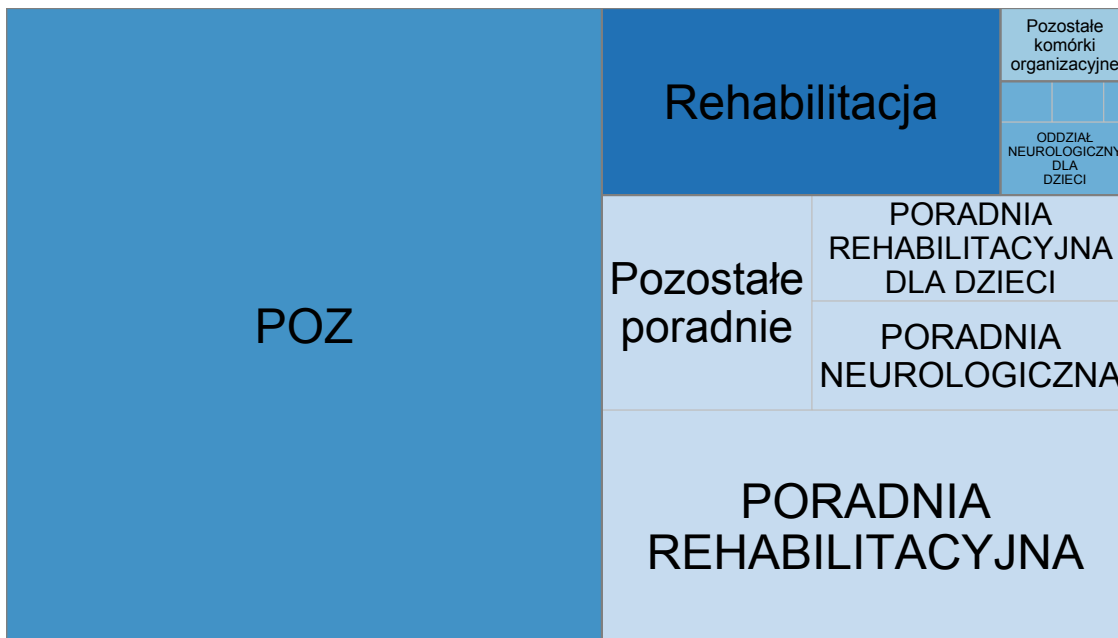 POZ
Rehabilitacja
Pozostałe
komórki
organizacyjne
ODDZIAŁ
NEUROLOGICZNY
DLA
DZIECI
Pozostałe
poradnie
PORADNIA
REHABILITACYJNA
DLA DZIECI
PORADNIA
NEUROLOGICZNA
PORADNIA
REHABILITACYJNA